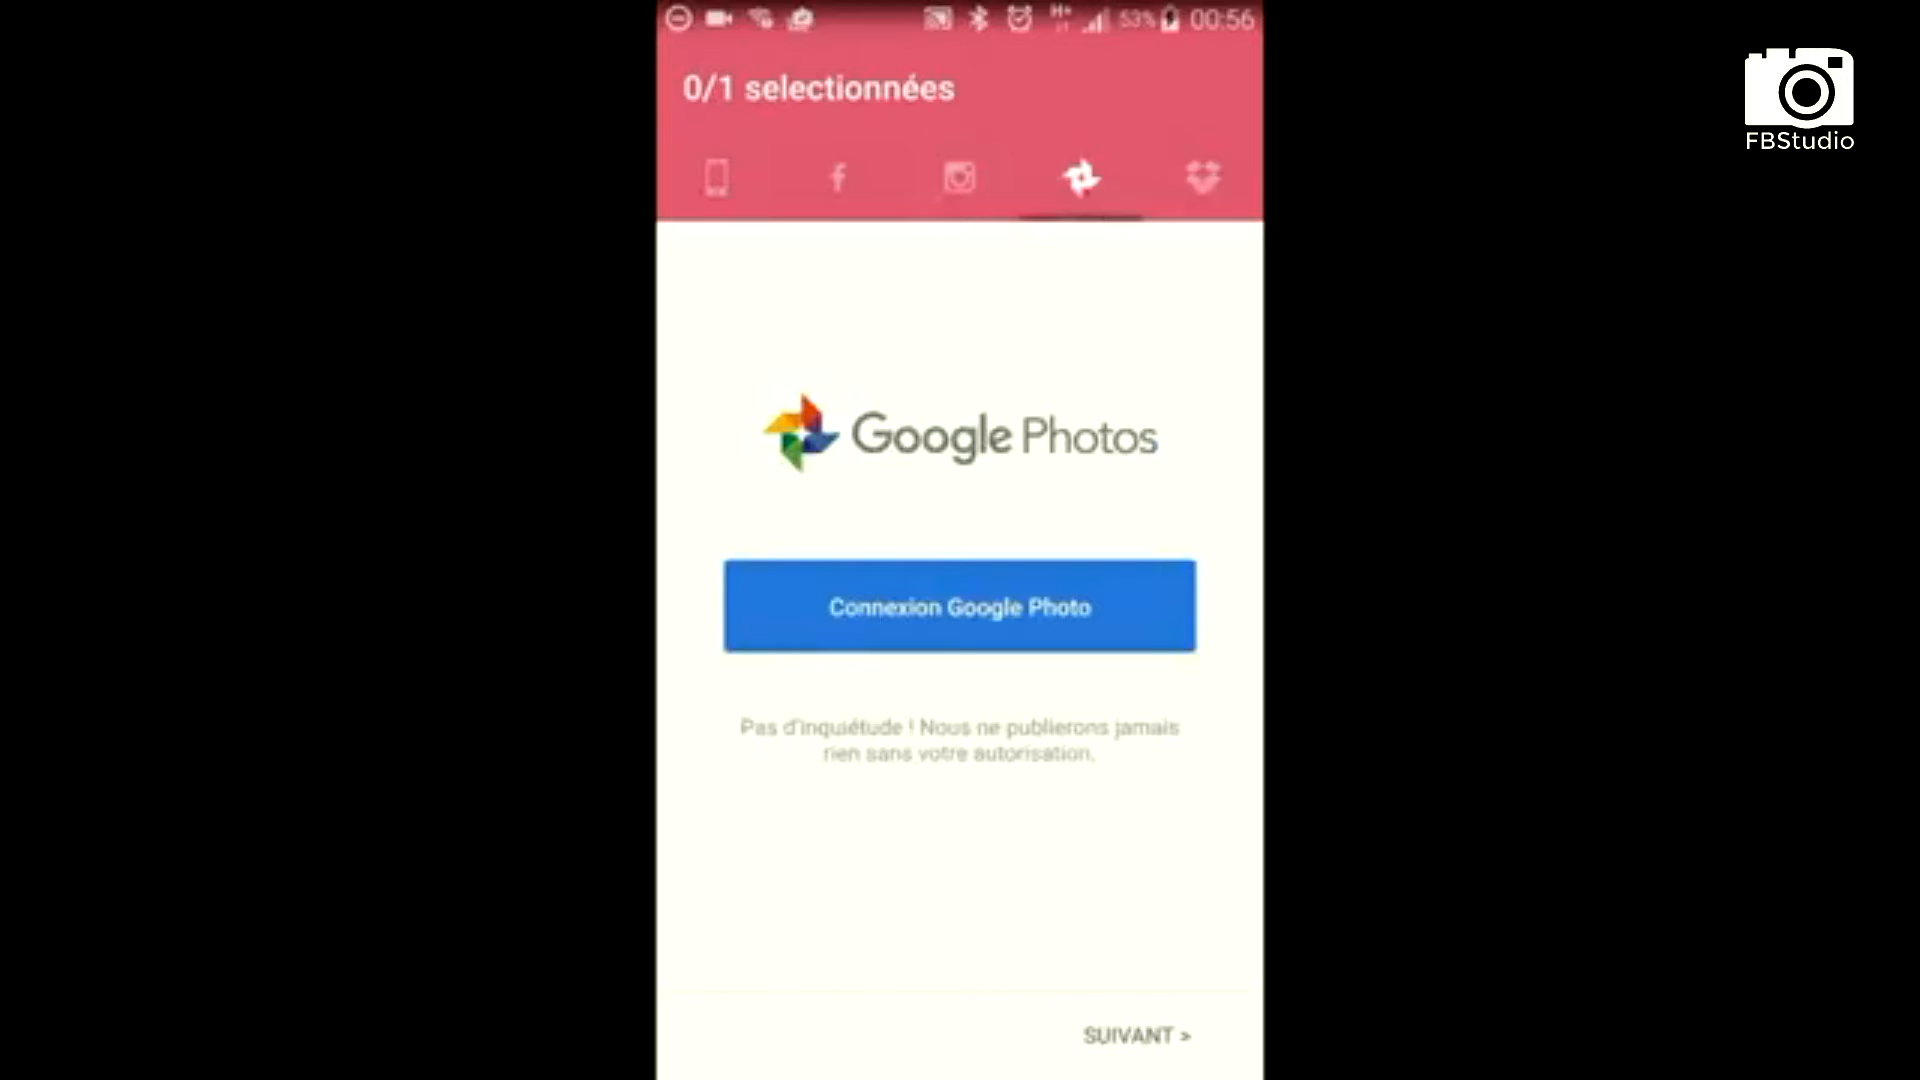 H+
53% 00:56
0/1 selectionnées
FBStudio
Google Photos
Connexion Google Photo
Pas d'inquiétude ! Nous ne publierons jamais
rien sans votre autorisation.
SUIVANT >